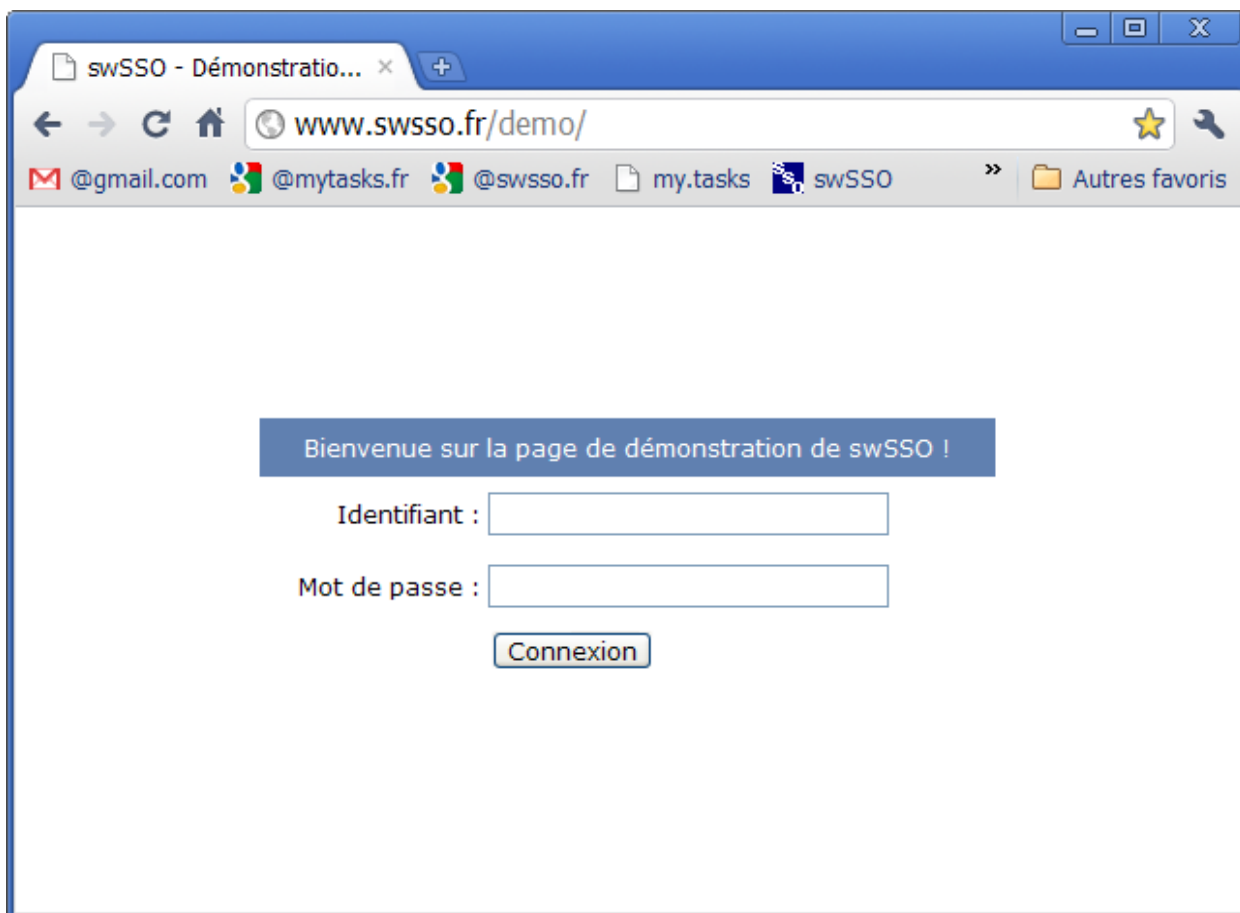 swSSO - Démonstratio...
www.swsso.fr/demo/
@gmail.com @mytasks.fr @swsso.fr my.tasks swSSO » Autres favoris
Bienvenue sur la page de démonstration de swSSO !
Identifiant :
Mot de passe :
Connexion